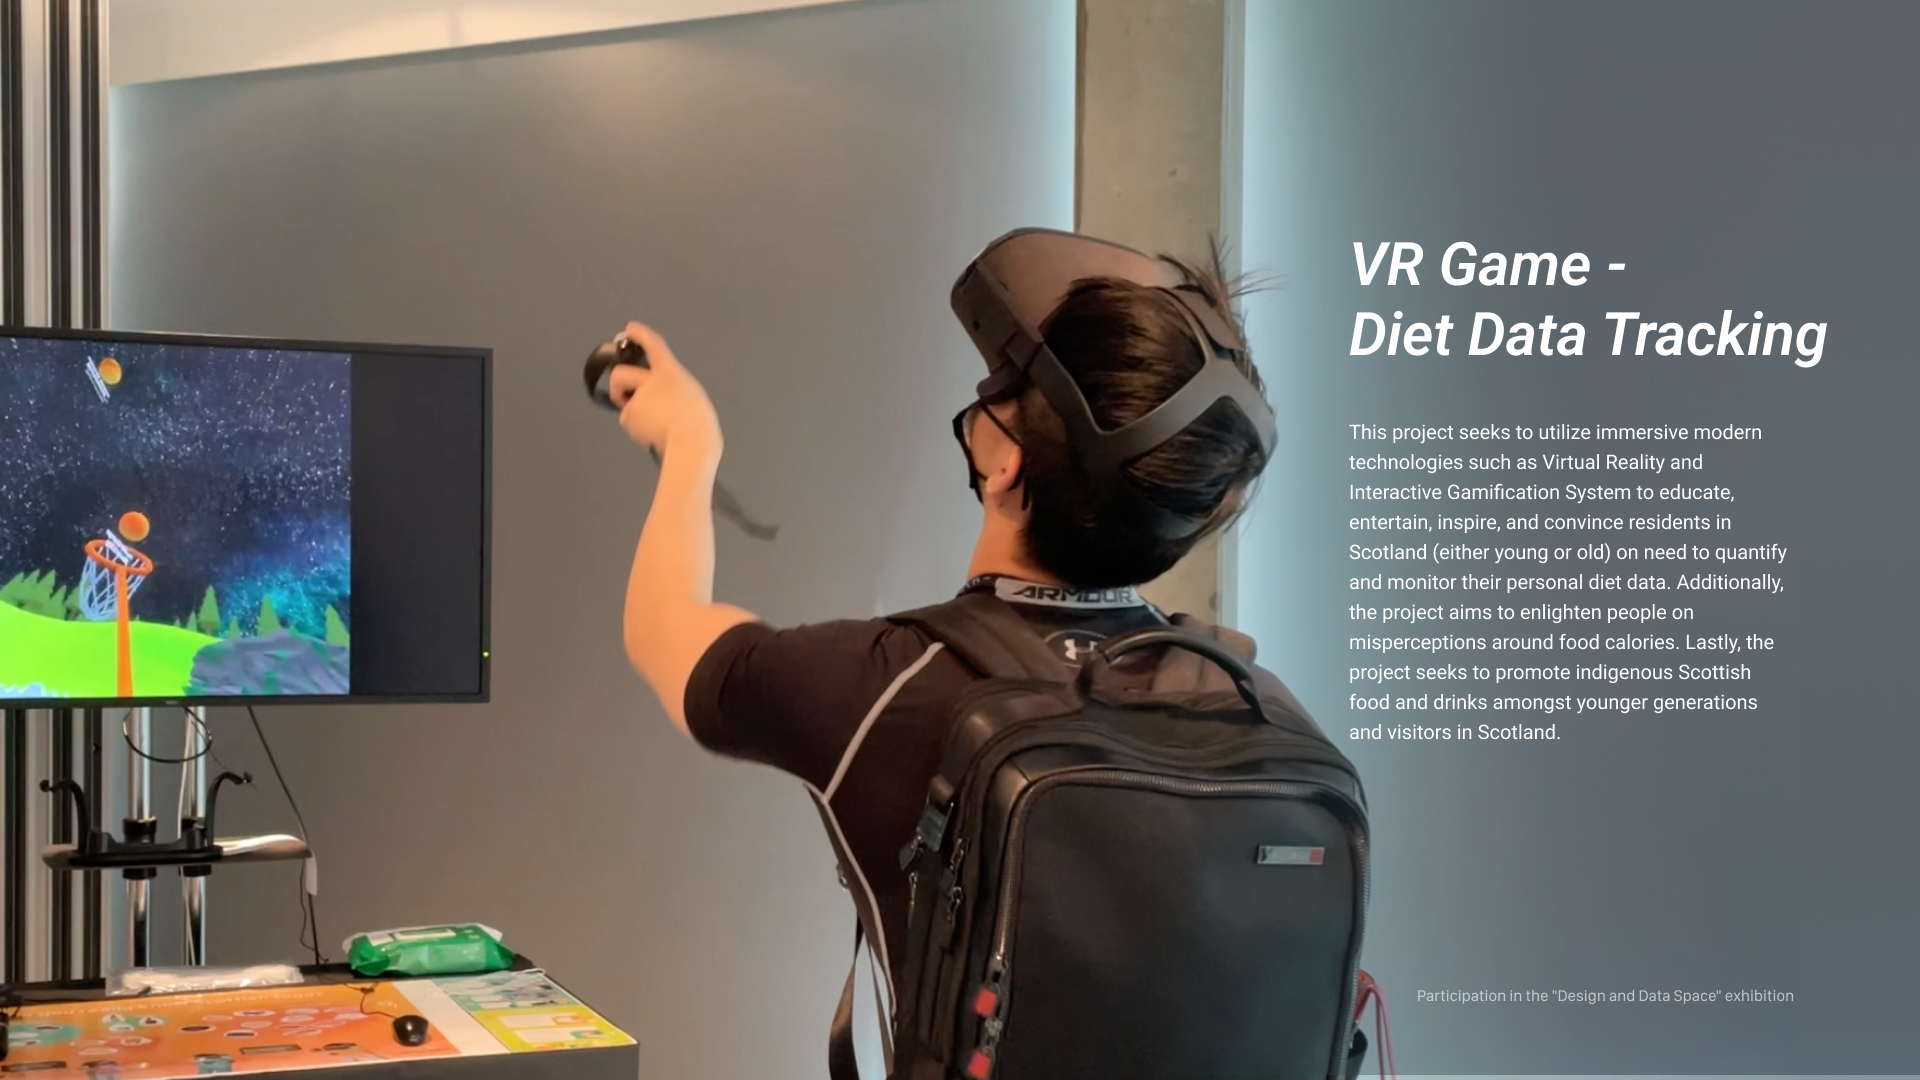 VR Game -
Diet Data Tracking
This project seeks to utilize immersive modern
technologies such as Virtual Reality and
Interactive Gamification System to educate,
entertain, inspire, and convince residents in
Scotland (either young or old) on need to quantify
and monitor their personal diet data. Additionally,
the project aims to enlighten people on
misperceptions around food calories. Lastly, the
project seeks to promote indigenous Scottish
food and drinks amongst younger generations
and visitors in Scotland.
ARMOUR
Participation in the "Design and Data Space" exhibition